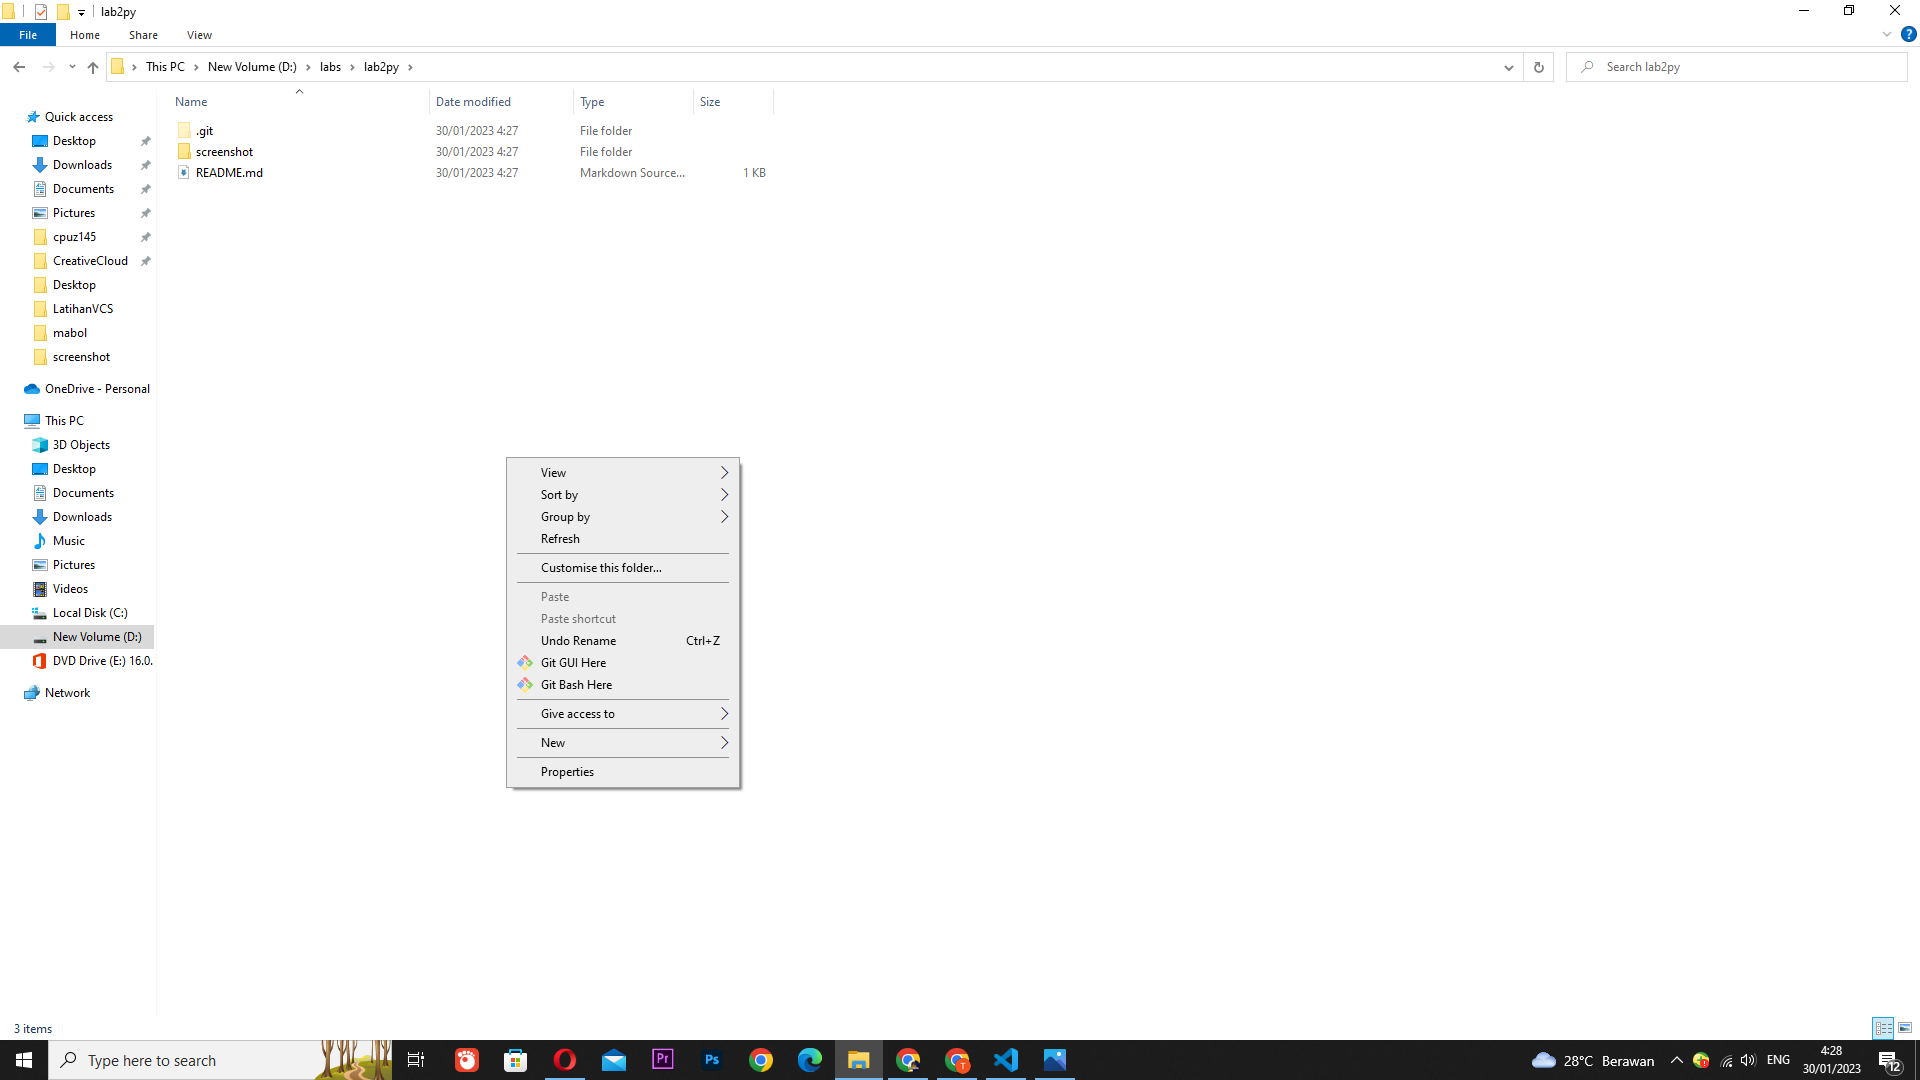 lab2py
File Home Share View
This PC New Volume (D:) labs lab2py
Search lab2py
Name Date modified Type Size
.git 30/01/2023 4:27 File folder
screenshot 30/01/2023 4:27 File folder
README.md 30/01/2023 4:27 Markdown Source... 1 KB
Quick access
Desktop
Downloads
Documents
Pictures
cpuz145
CreativeCloud
Desktop
LatihanVCS
mabol
screenshot
OneDrive - Personal
This PC
3D Objects
Desktop
Documents
Downloads
Music
Pictures
Videos
Local Disk (C:)
New Volume (D:)
DVD Drive (E:) 16.0.
Network
View
Sort by
Group by
Refresh
Customise this folder...
Paste
Paste shortcut
Undo Rename Ctrl+Z
Git GUI Here
Git Bash Here
Give access to
New
Properties
3 items
Type here to search
Pr
Ps
T
28°C Berawan
ENG
4:28
30/01/2023
12